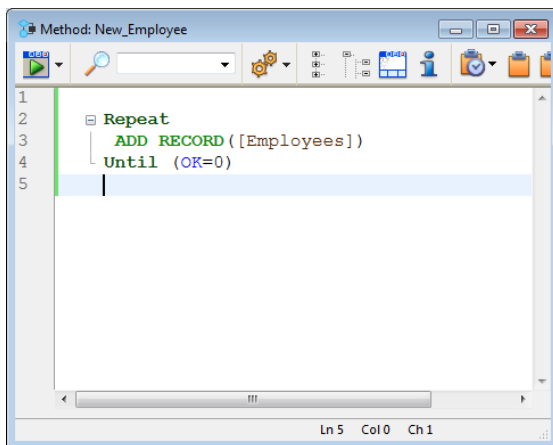 Method: New_Employee
1
2 Repeat
3 ADD RECORD([Employees])
4 Until (OK=0)
5
Ln 5 Col 0 Ch 1